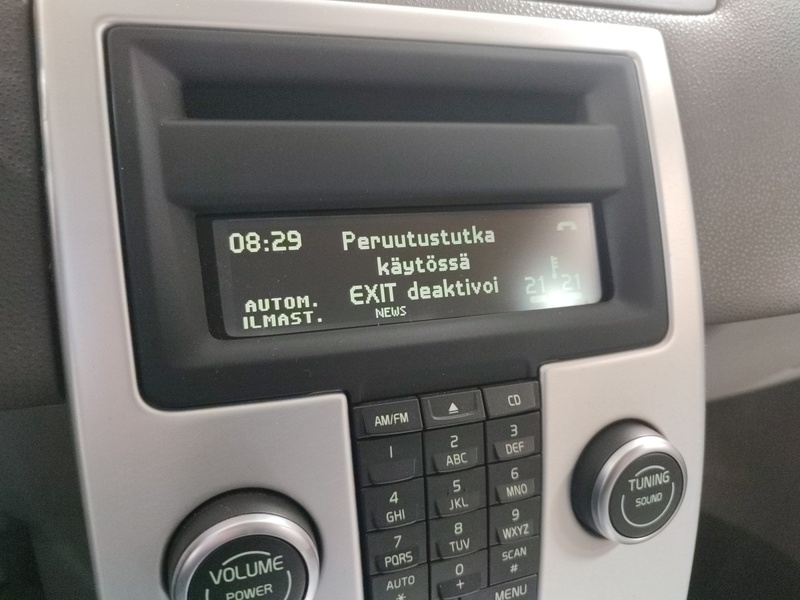 08:29 Peruutustutka
käytössä
EXIT deaktivoi
21 21
AUTOM.
ILMAST.
NEWS
AM/FM
CD
1
2
ABC
3
DEF
4
GHI
5
JKL
6
MNO
7
PQRS
8
TUV
9
WXYZ
AUTO
*
0
+
SCAN
#
MENU
VOLUME
POWER
TUNING
SOUND